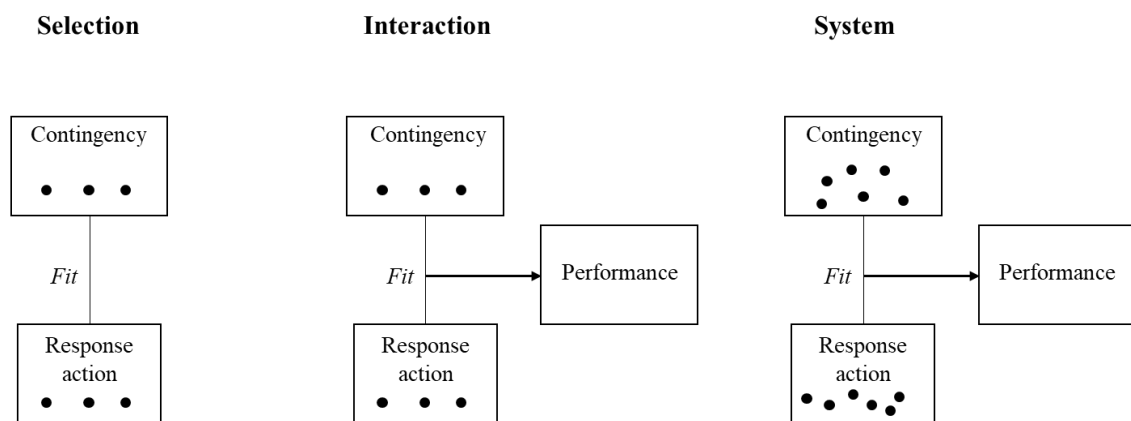 Selection
Interaction
System
Contingency
Contingency
Contingency
Fit
Fit
Performance
Fit
Performance
Response
action
Response
action
Response
action